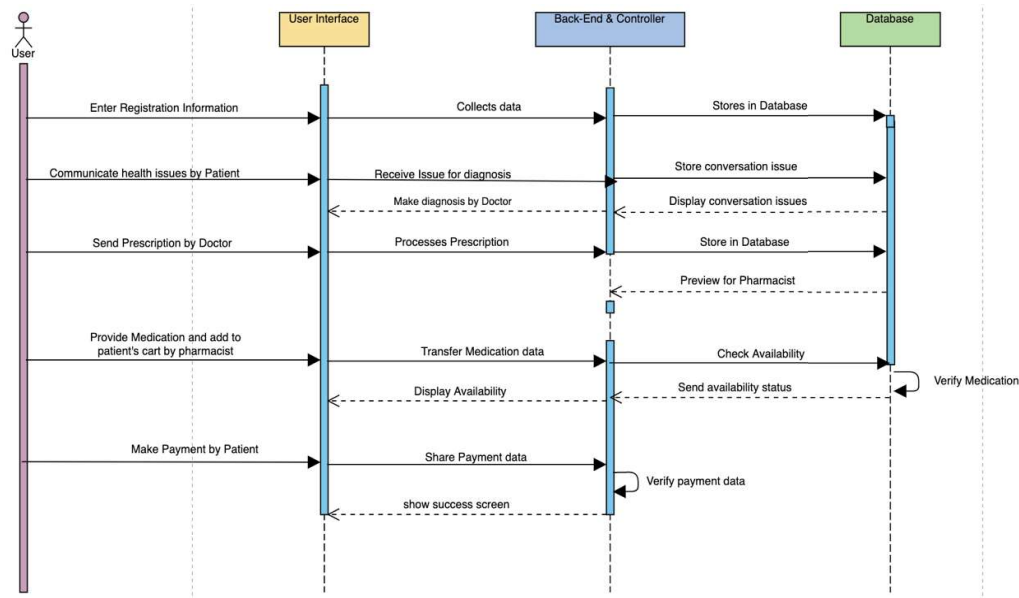 User Interface
Back-End & Controller
Database
User
Enter Registration Information
Collects data
Stores in Database
Communicate health issues by Patient
Receive Issue for diagnosis
Store conversation issue
Make diagnosis by Doctor
Display conversation issues
Send Prescription by Doctor
Processes Prescription
Store in Database
Preview for Pharmacist
Provide Medication and add to
patient's cart by pharmacist
Transfer Medication data
Check Availability
Verify Medication
Display Availability
Send availability status
Make Payment by Patient
Share Payment data
Verify payment data
show success screen